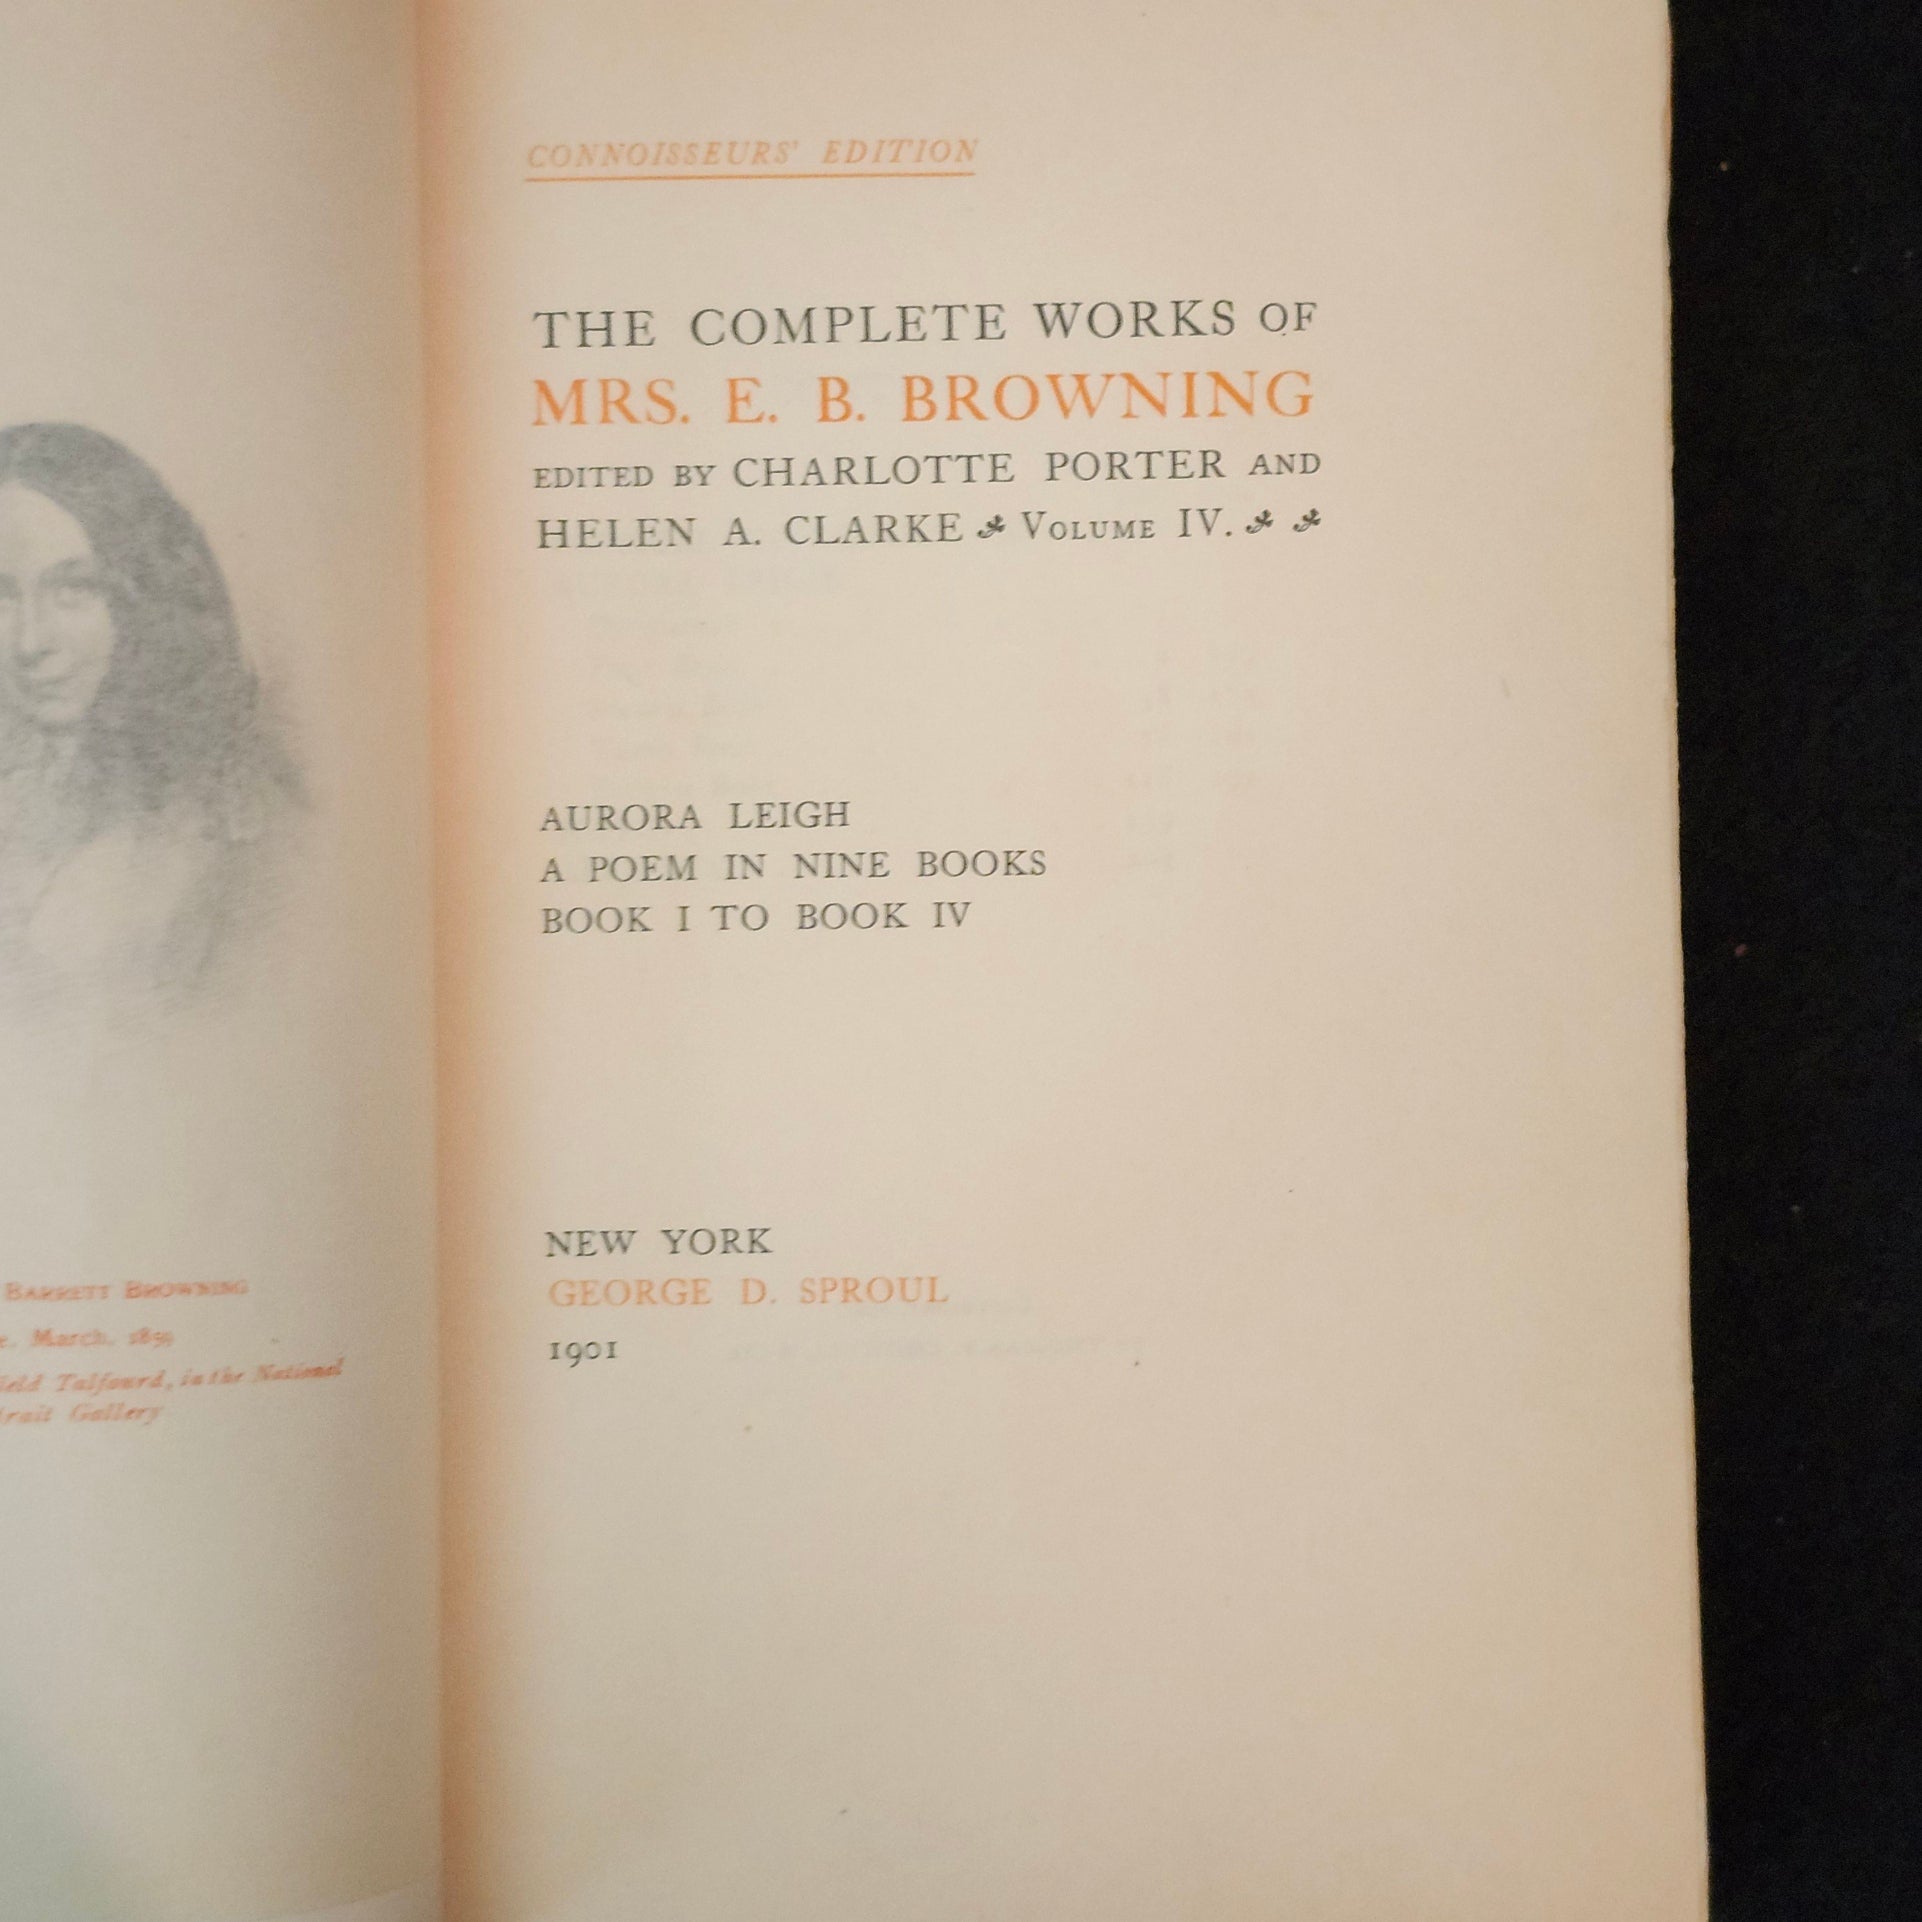 CONNOISSEURS' EDITION
THE COMPLETE WORKS OF
MRS. E. B. BROWNING
EDITED BY CHARLOTTE PORTER AND
HELEN A. CLARKE VOLUME IV.
AURORA LEIGH
A POEM IN NINE BOOKS
BOOK I TO BOOK IV
NEW YORK
GEORGE D. SPROUL
1901
BARRETT BROWNING
March, 1859
Talfourd, in the National
Gallery